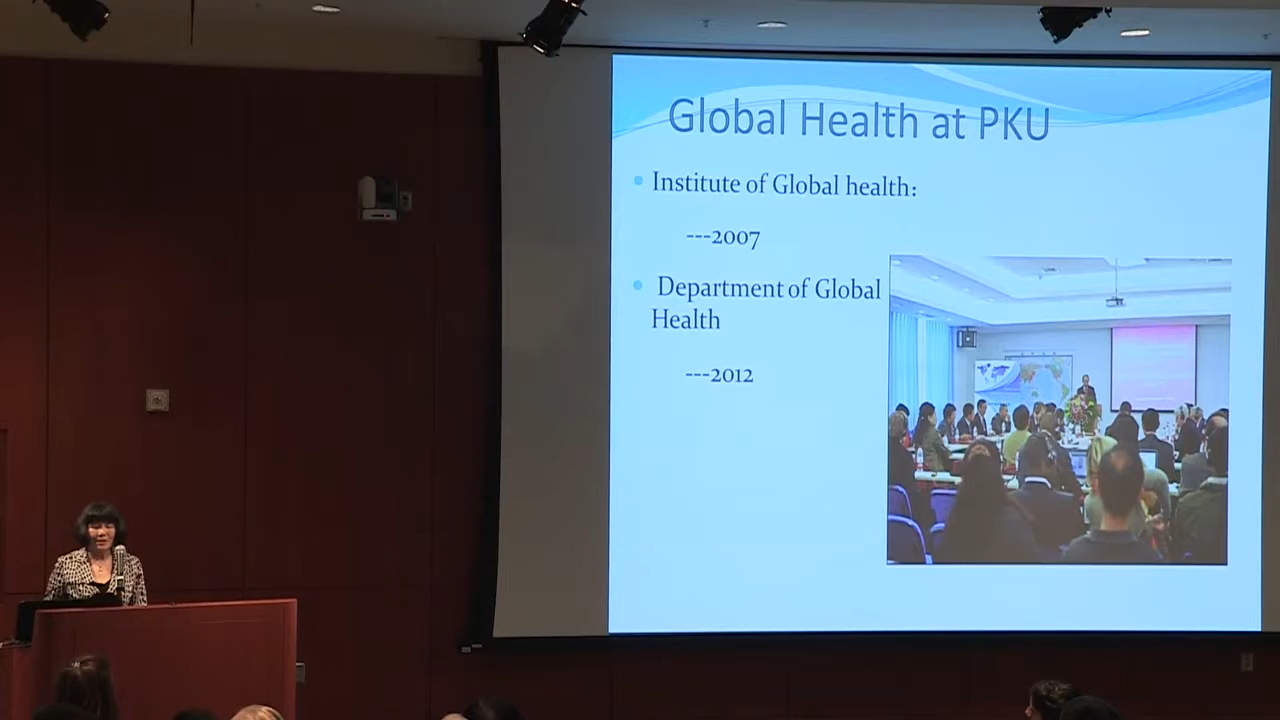 Global Health at PKU
• Institute of Global health:
---2007
• Department of Global
Health
---2012